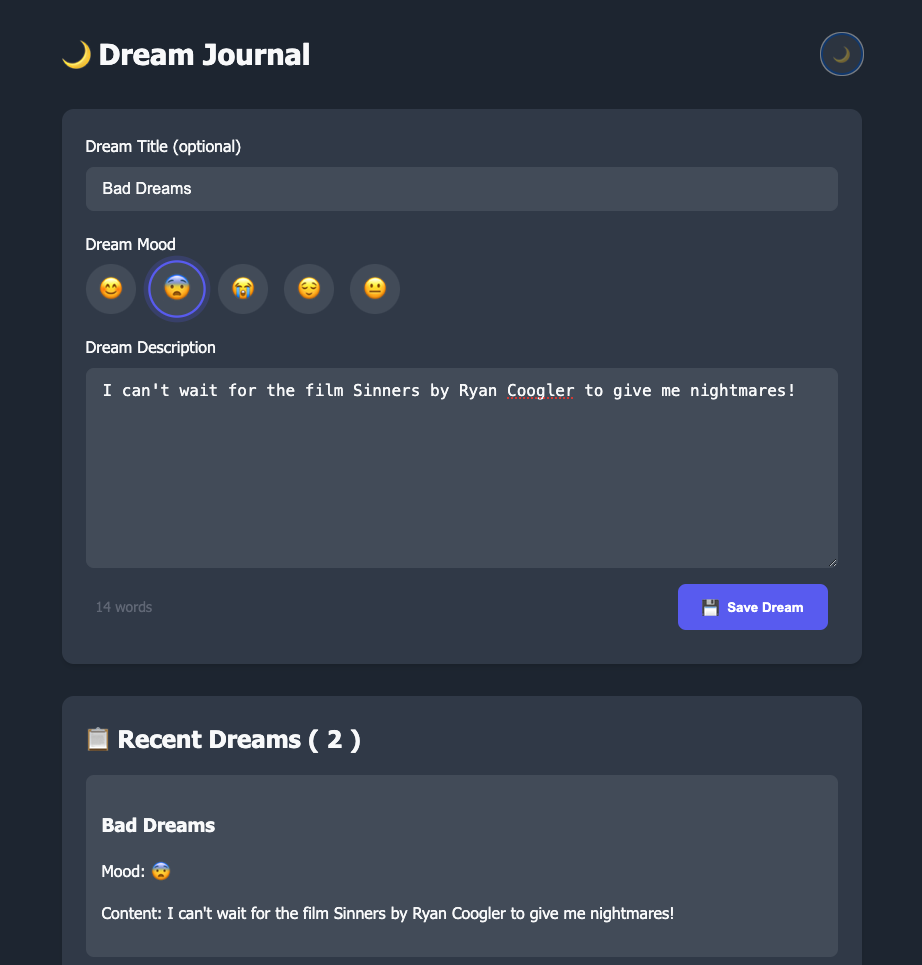 🌙 Dream Journal
Dream Title (optional)
Bad Dreams
Dream Mood
Dream Description
I can't wait for the film Sinners by Ryan Coogler to give me nightmares!
14 words
💾 Save Dream
📋 Recent Dreams ( 2 )
Bad Dreams
Mood: 😨
Content: I can't wait for the film Sinners by Ryan Coogler to give me nightmares!